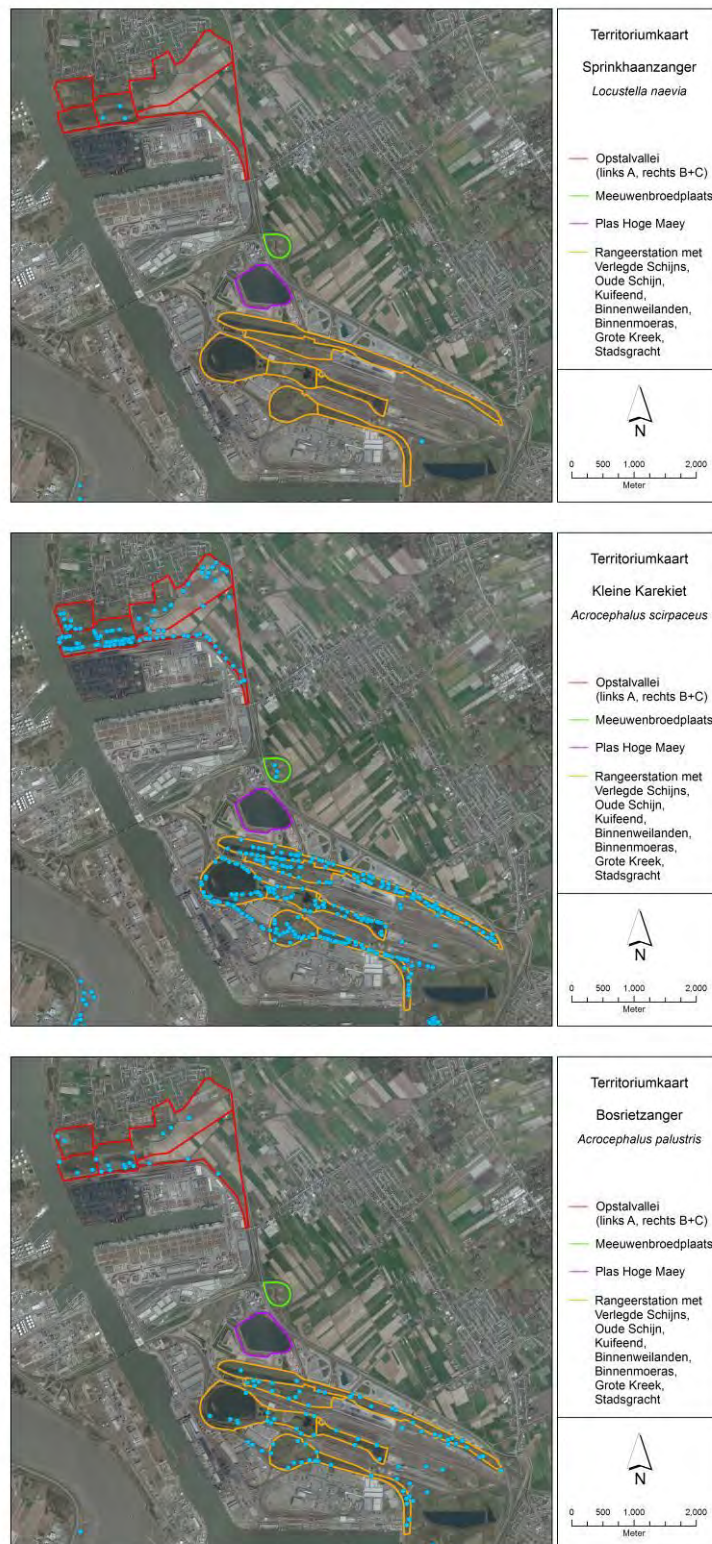 Territoriumkaart
Sprinkhaanzanger
Locustella naevia
Opstalvallei
(links A, rechts B+C)
Meeuwenbroedplaats
Plas Hoge Maey
Rangeerstation met
Verlegde Schijns,
Oude Schijn,
Kuifeend,
Binnenweilanden,
Binnenmoeras,
Grote Kreek,
Stadsgracht
N
0 500 1,000 2,000
Meter
Territoriumkaart
Kleine Karekiet
Acrocephalus scirpaceus
Opstalvallei
(links A, rechts B+C)
Meeuwenbroedplaats
Plas Hoge Maey
Rangeerstation met
Verlegde Schijns,
Oude Schijn,
Kuifeend,
Binnenweilanden,
Binnenmoeras,
Grote Kreek,
Stadsgracht
N
0 500 1,000 2,000
Meter
Territoriumkaart
Bosrietzanger
Acrocephalus palustris
Opstalvallei
(links A, rechts B+C)
Meeuwenbroedplaats
Plas Hoge Maey
Rangeerstation met
Verlegde Schijns,
Oude Schijn,
Kuifeend,
Binnenweilanden,
Binnenmoeras,
Grote Kreek,
Stadsgracht
N
0 500 1,000 2,000
Meter